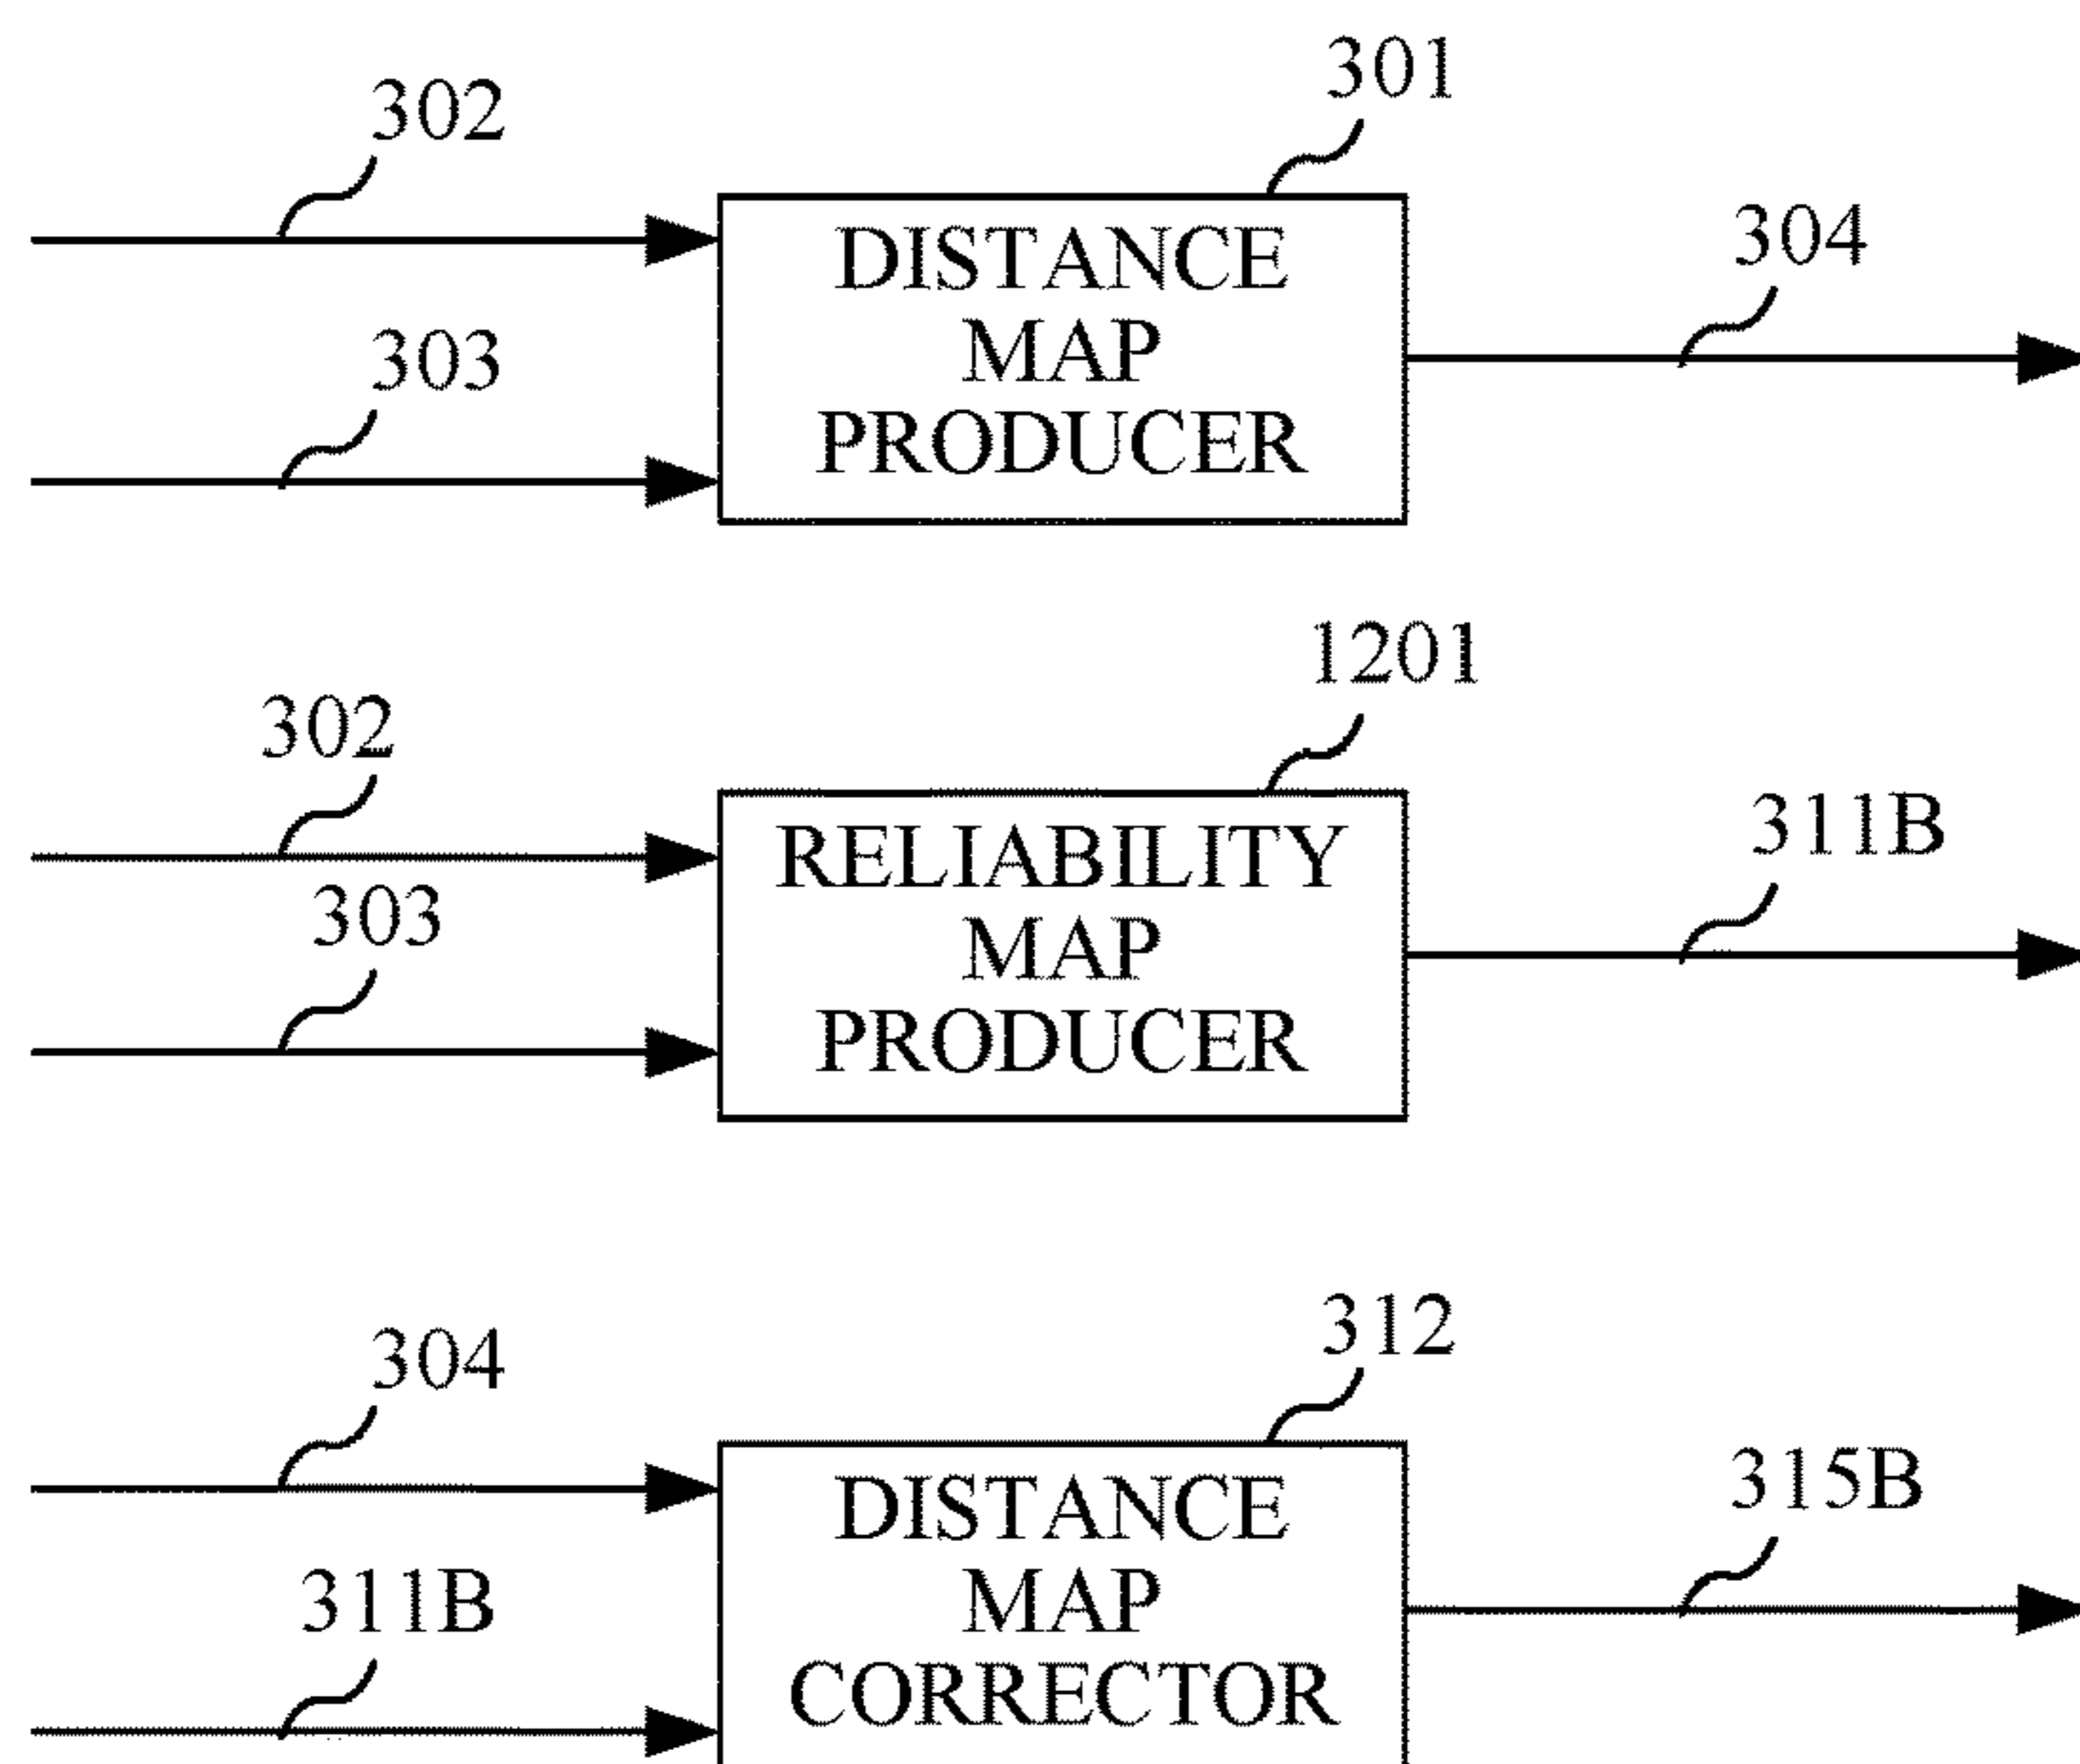 301
302
DISTANCE
MAP
PRODUCER
304
303
1201
302
RELIABILITY
MAP
PRODUCER
311B
303
312
304
DISTANCE
MAP
CORRECTOR
315B
311B